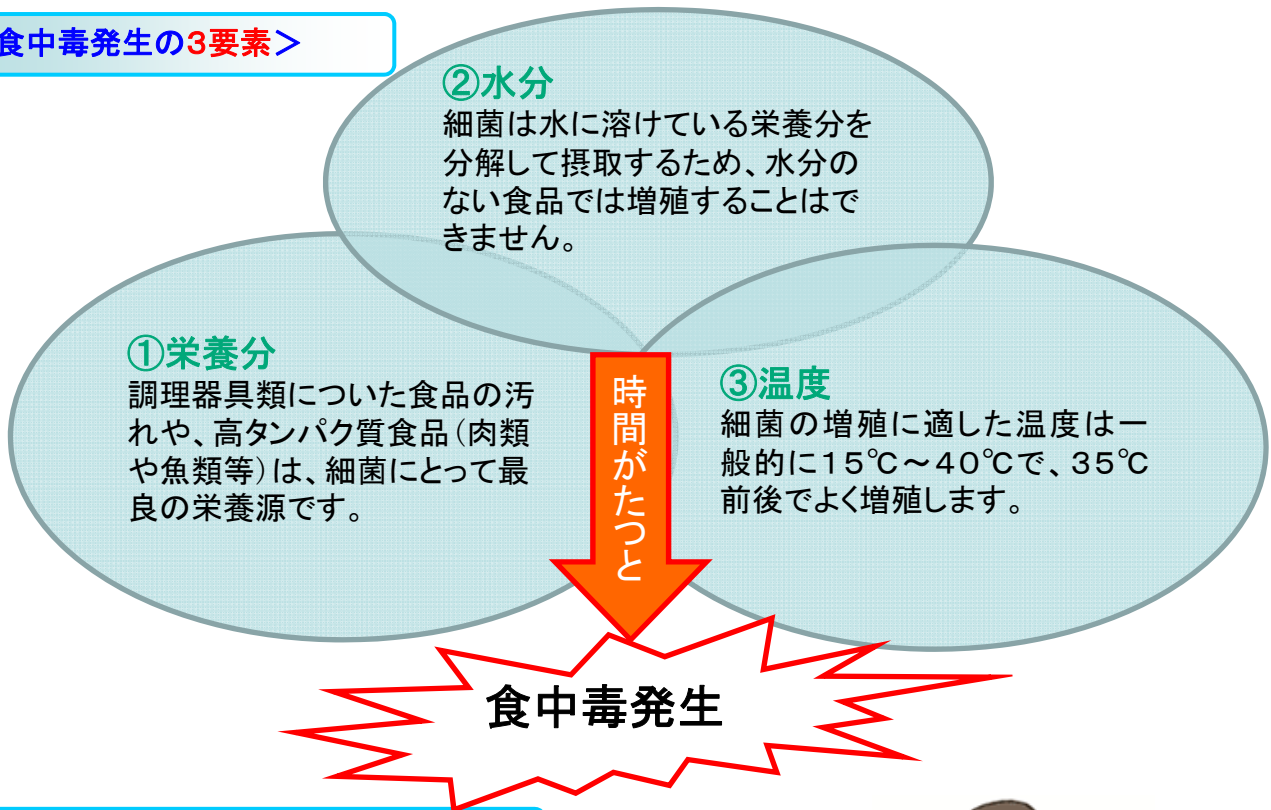 食中毒発生の3要素＞
②水分
細菌は水に溶けている栄養分を
分解して摂取するため、水分の
ない食品では増殖することはで
きません。
①栄養分
調理器具類についた食品の汚
れや、高タンパク質食品（肉類
や魚類等）は、細菌にとって最
良の栄養源です。
時間がたつと
③温度
細菌の増殖に適した温度は一
般的に１５℃～４０℃で、３５℃
前後でよく増殖します。
食中毒発生